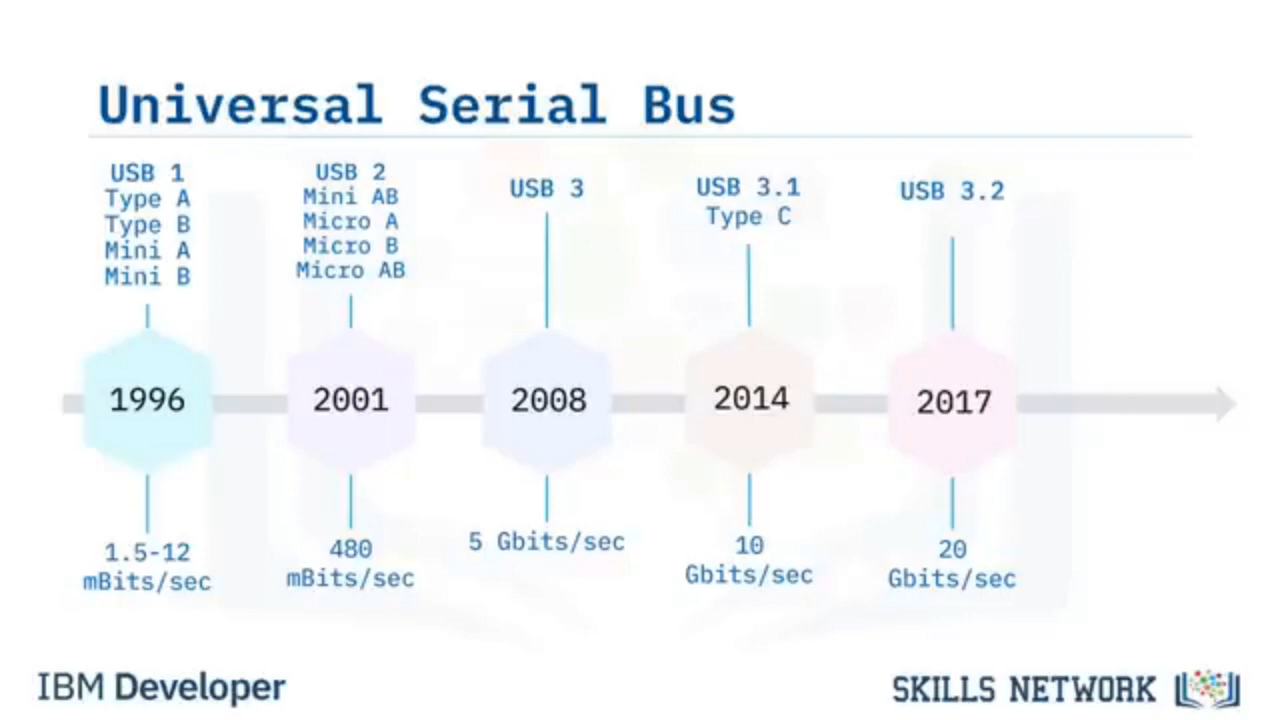 Universal Serial Bus
USB 1
Type A
Type B
Mini A
Mini B
USB 2
Mini AB
Micro A
Micro B
Micro AB
USB 3
USB 3.1
Type C
USB 3.2
1996
2001
2008
2014
2017
1.5-12
mBits/sec
480
mBits/sec
5 Gbits/sec
10
Gbits/sec
20
Gbits/sec
IBM Developer
SKILLS NETWORK